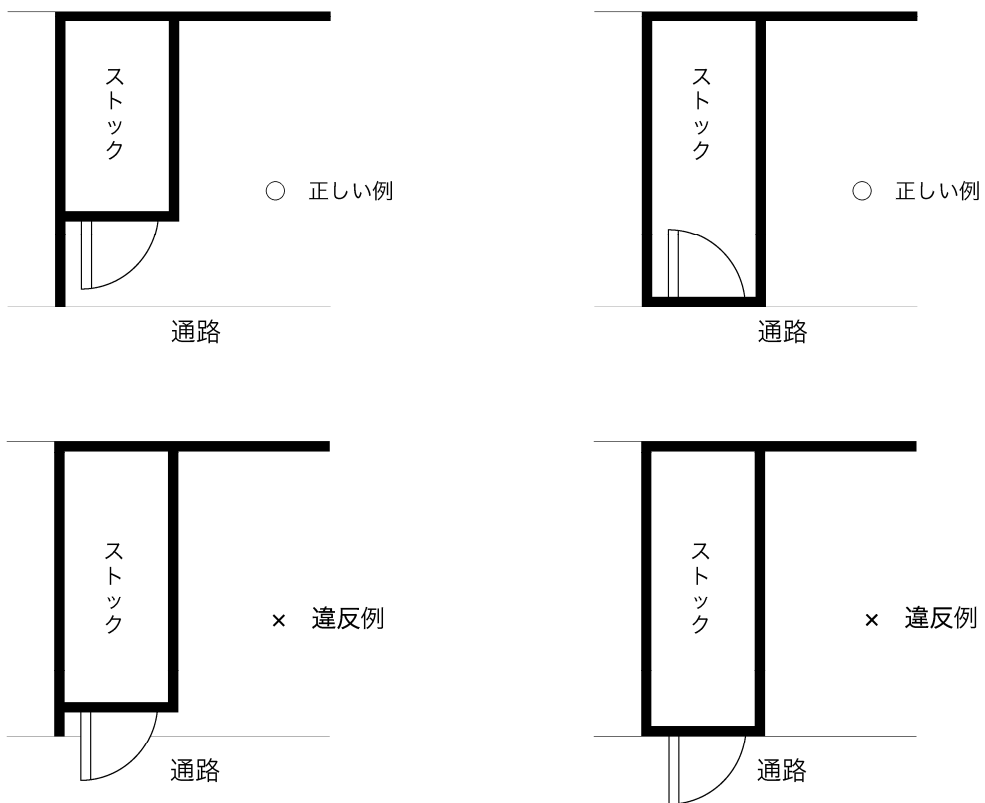 ストック
○ 正しい例
通路
ストック
○ 正しい例
通路
ストック
× 違反例
通路
ストック
× 違反例
通路